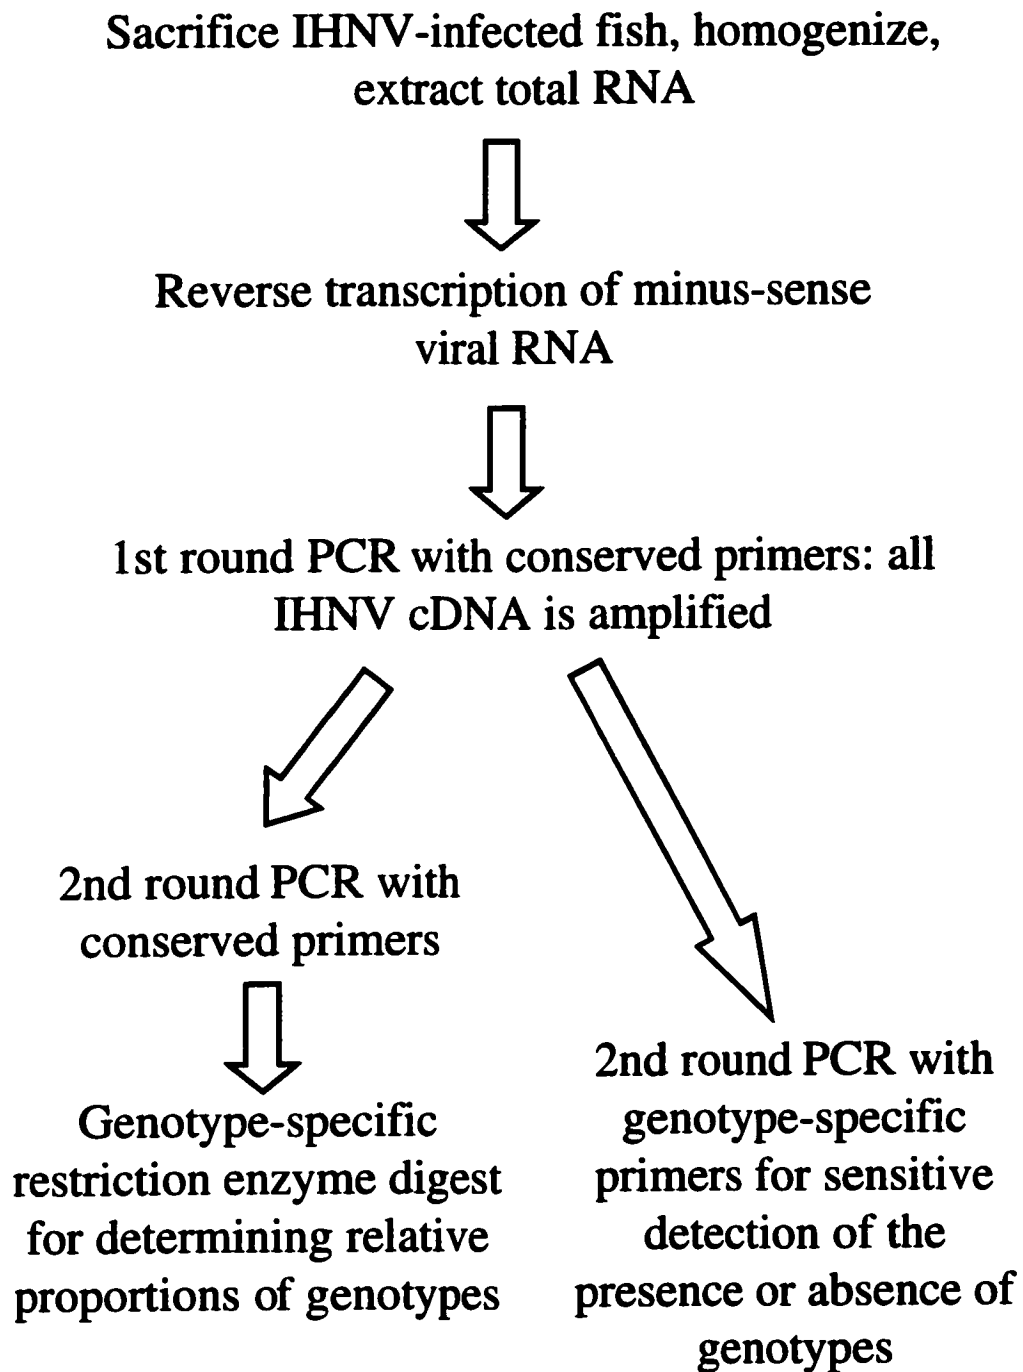 Sacrifice IHNV-infected fish, homogenize,
extract total RNA
Reverse transcription of minus-sense
viral RNA
1st round PCR with conserved primers: all
IHNV cDNA is amplified
2nd round PCR with
conserved primers
Genotype-specific
restriction enzyme digest
for determining relative
proportions of genotypes
2nd round PCR with
genotype-specific
primers for sensitive
detection of the
presence or absence of
genotypes